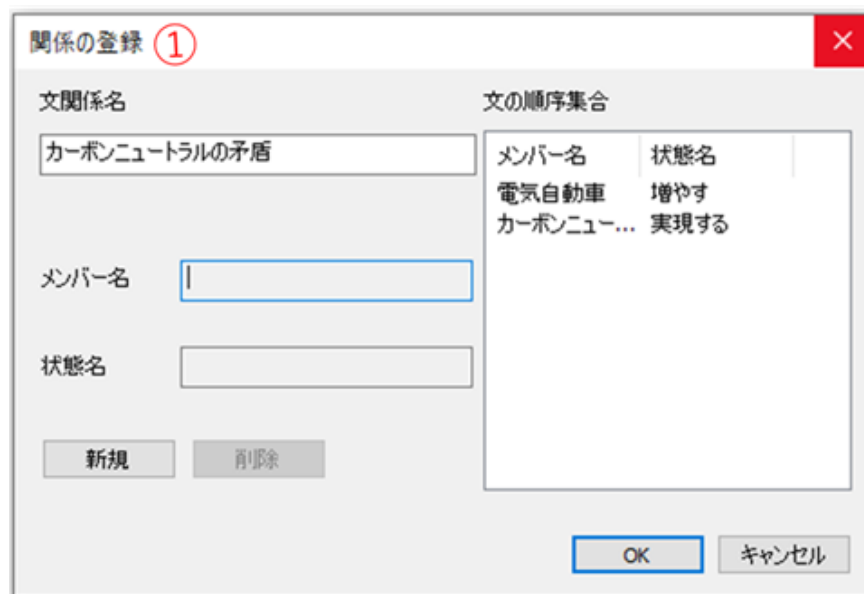 関係の登録 ①
文関係名
カーボンニュートラルの矛盾
メンバー名
状態名
新規 削除
文の順序集合
メンバー名 状態名
電気自動車 増やす
カーボンニュー... 実現する
OK キャンセル